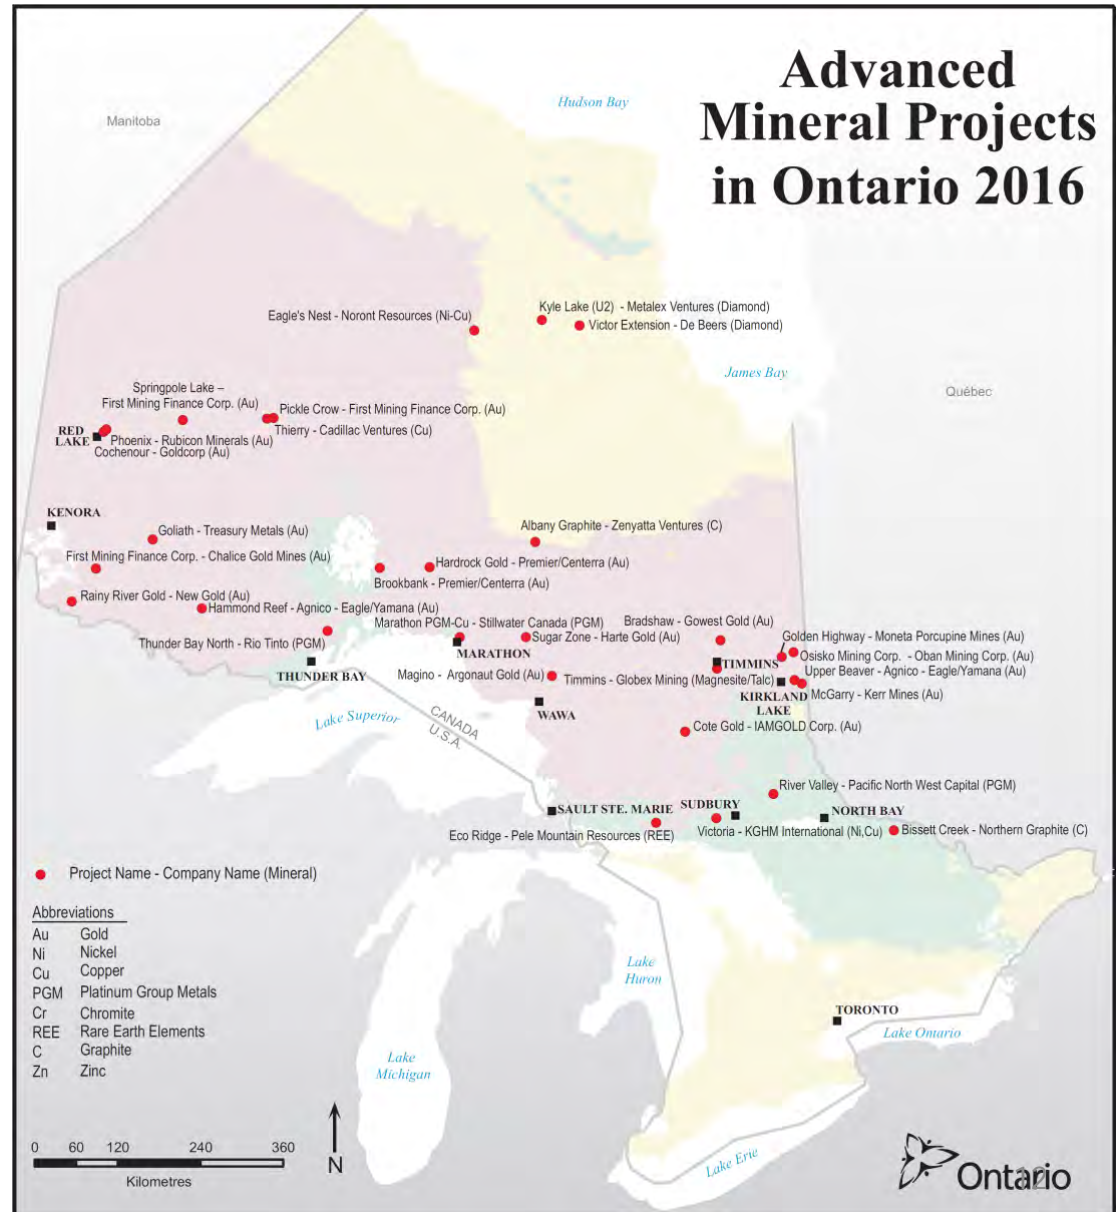 Advanced
Mineral Projects
in Ontario 2016
Hudson Bay
Manitoba
Kyle Lake (U2) - Metalex Ventures (Diamond)
Eagle's Nest - Noront Resources (Ni-Cu)
Victor Extension - De Beers (Diamond)
James Bay
Québec
Springpole Lake –
First Mining Finance Corp. (Au)
Pickle Crow - First Mining Finance Corp. (Au)
Thierry - Cadillac Ventures (Cu)
RED
LAKE
Phoenix - Rubicon Minerals (Au)
Cochenour - Goldcorp (Au)
KENORA
Goliath - Treasury Metals (Au)
Albany Graphite - Zenyatta Ventures (C)
First Mining Finance Corp. - Chalice Gold Mines (Au)
Hardrock Gold - Premier/Centerra (Au)
Brookbank - Premier/Centerra (Au)
Rainy River Gold - New Gold (Au)
Hammond Reef - Agnico - Eagle/Yamana (Au)
Marathon PGM-Cu - Stillwater Canada (PGM)
Bradshaw - Gowest Gold (Au)
Thunder Bay North - Rio Tinto (PGM)
Sugar Zone - Harte Gold (Au)
Golden Highway - Moneta Porcupine Mines (Au)
MARATHON
Osisko Mining Corp. - Oban Mining Corp. (Au)
TIMMINS
Upper Beaver - Agnico - Eagle/Yamana (Au)
THUNDER BAY
Magino - Argonaut Gold (Au)
Timmins - Globex Mining (Magnesite/Talc)
KIRKLAND
LAKE
McGarry - Kerr Mines (Au)
WAWA
Lake Superior
CANADA
U.S.A.
Cote Gold - IAMGOLD Corp. (Au)
River Valley - Pacific North West Capital (PGM)
SAULT STE. MARIE
SUDBURY
NORTH BAY
Eco Ridge - Pele Mountain Resources (REE)
Victoria - KGHM International (Ni,Cu)
Bissett Creek - Northern Graphite (C)
Project Name - Company Name (Mineral)
Abbreviations
Au Gold
Ni Nickel
Cu Copper
PGM Platinum Group Metals
Cr Chromite
REE Rare Earth Elements
C Graphite
Zn Zinc
Lake
Huron
TORONTO
Lake Ontario
Lake
Michigan
Lake Erie
0 60 120 240 360
Kilometres
N
Ontario
12